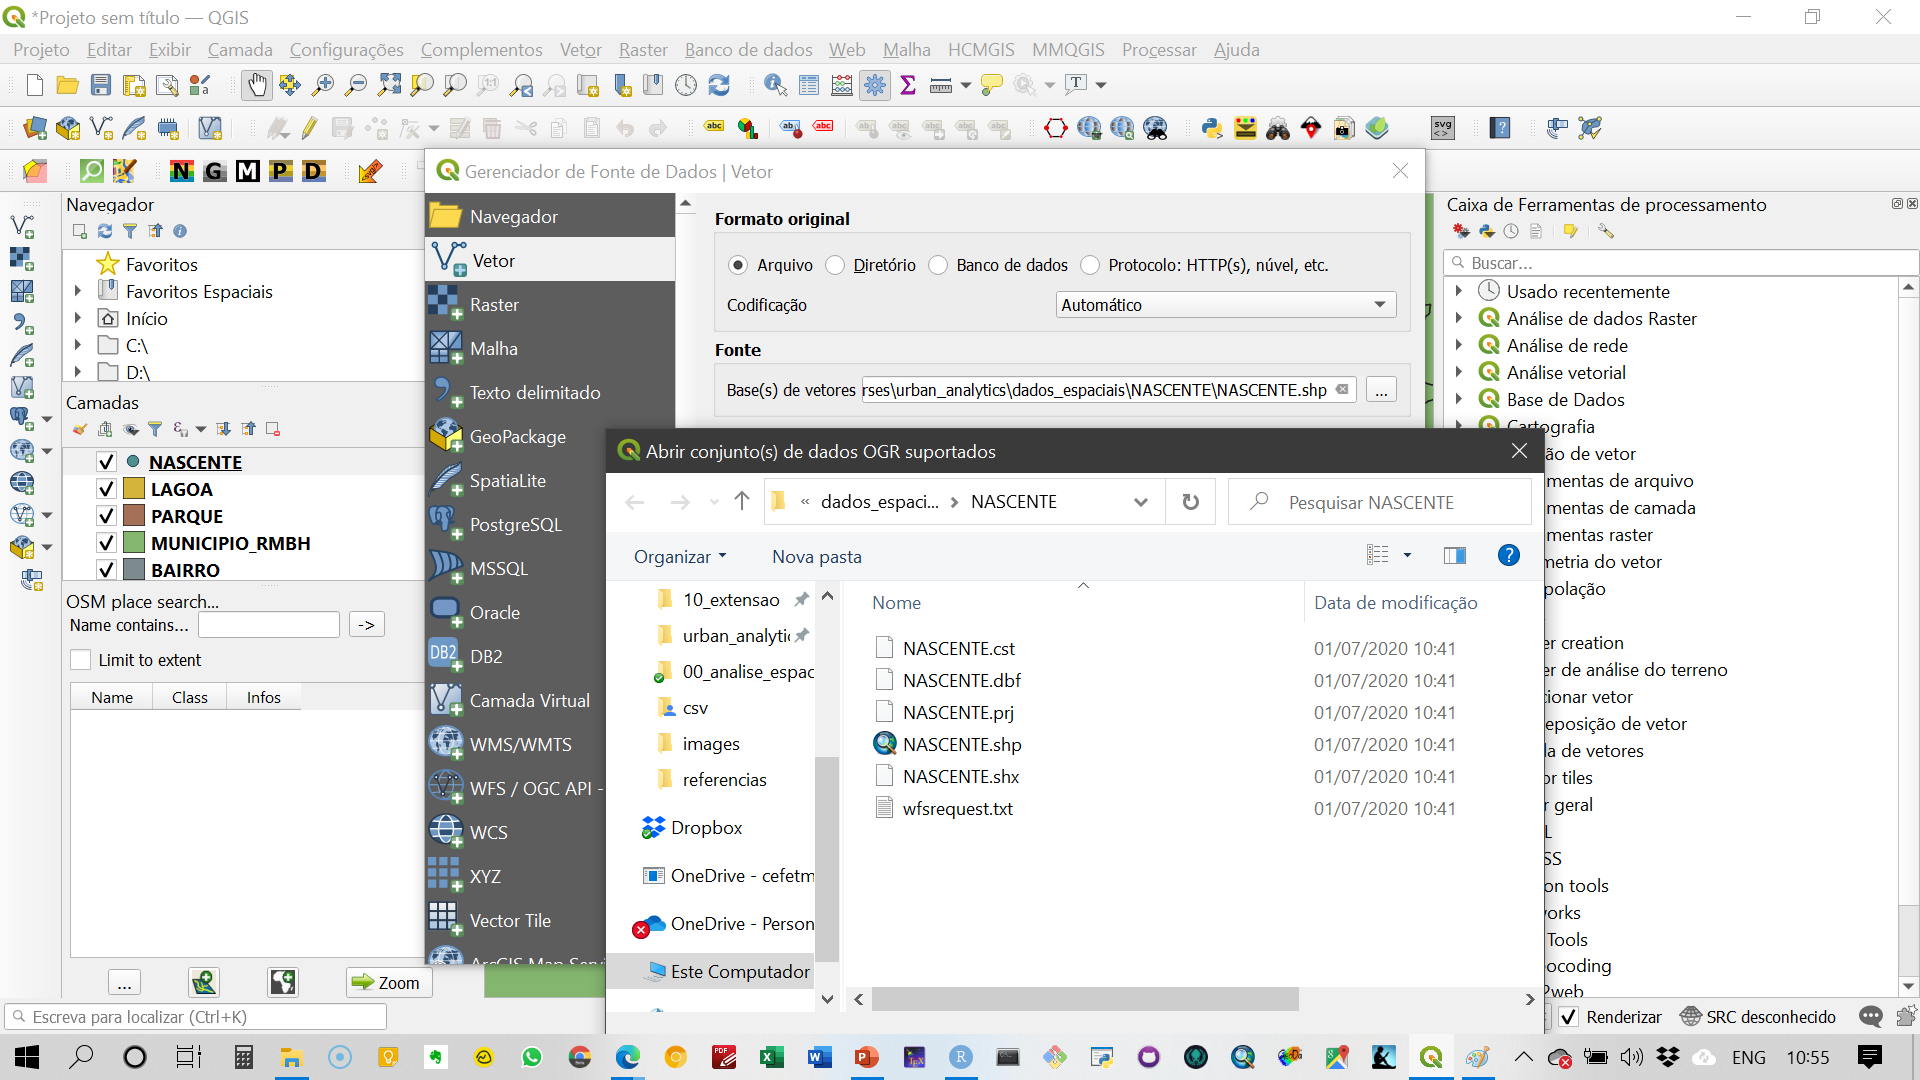 *Projeto sem título — QGIS
Projeto Editar Exibir Camada Configurações Complementos Vetor Raster Banco de dados Web Malha HCMGIS MMQGIS Processar Ajuda
N G M P D
Gerenciador de Fonte de Dados | Vetor
Navegador
Favoritos
Favoritos Espaciais
Início
C:\
D:\
Camadas
NASCENTE
LAGOA
PARQUE
MUNICIPIO_RMBH
BAIRRO
OSM place search...
Name contains...
->
Limit to extent
Name Class Infos
...
Zoom
Escreva para localizar (Ctrl+K)
Navegador
Vetor
Raster
Malha
Texto delimitado
GeoPackage
SpatiaLite
PostgreSQL
MSSQL
Oracle
DB2
Camada Virtual
WMS/WMTS
WFS / OGC API -
WCS
XYZ
Vector Tile
Formato original
Arquivo Diretório Banco de dados Protocolo: HTTP(s), núvel, etc.
Codificação Automático
Fonte
Base(s) de vetores rses\urban_analytics\dados_espaciais\NASCENTE\NASCENTE.shp ...
Abrir conjunto(s) de dados OGR suportados
« dados_espaci... > NASCENTE
Pesquisar NASCENTE
Organizar Nova pasta
10_extensao
urban_analytic
00_analise_espac
csv
images
referencias
Dropbox
OneDrive - cefetm
OneDrive - Person
Este Computador
Nome Data de modificação
NASCENTE.cst 01/07/2020 10:41
NASCENTE.dbf 01/07/2020 10:41
NASCENTE.prj 01/07/2020 10:41
NASCENTE.shp 01/07/2020 10:41
NASCENTE.shx 01/07/2020 10:41
wfsrequest.txt 01/07/2020 10:41
Caixa de Ferramentas de processamento
Buscar...
Usado recentemente
Análise de dados Raster
Análise de rede
Análise vetorial
Base de Dados
Cartografia
ão de vetor
mentas de arquivo
mentas de camada
mentas raster
metria do vetor
polação
er creation
er de análise do terreno
cionar vetor
eposição de vetor
la de vetores
or tiles
r geral
L
SS
on tools
orks
Tools
ocoding
2web
Renderizar SRC desconhecido
ENG 10:55